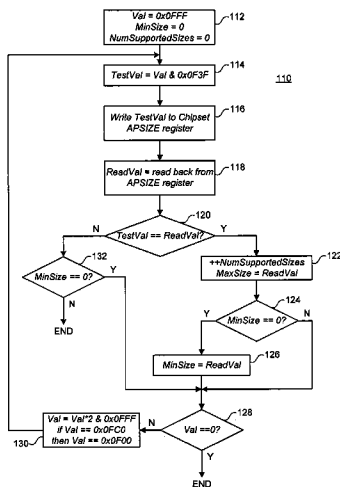 Val = 0x0FFF
MinSize = 0
NumSupportedSizes = 0
112
TestVal = Val & 0x0F3F
114
110
Write TestVal to Chipset
APSIZE register
116
ReadVal = read back from
APSIZE register
118
TestVal == ReadVal?
120
N
Y
132
MinSize == 0?
Y
N
END
++NumSupportedSizes
MaxSize = ReadVal
122
124
MinSize == 0?
Y
N
MinSize = ReadVal
126
Val ==0?
128
N
Y
END
Val = Val*2 & 0x0FFF
if Val == 0x0FC0
then Val == 0x0F00
130